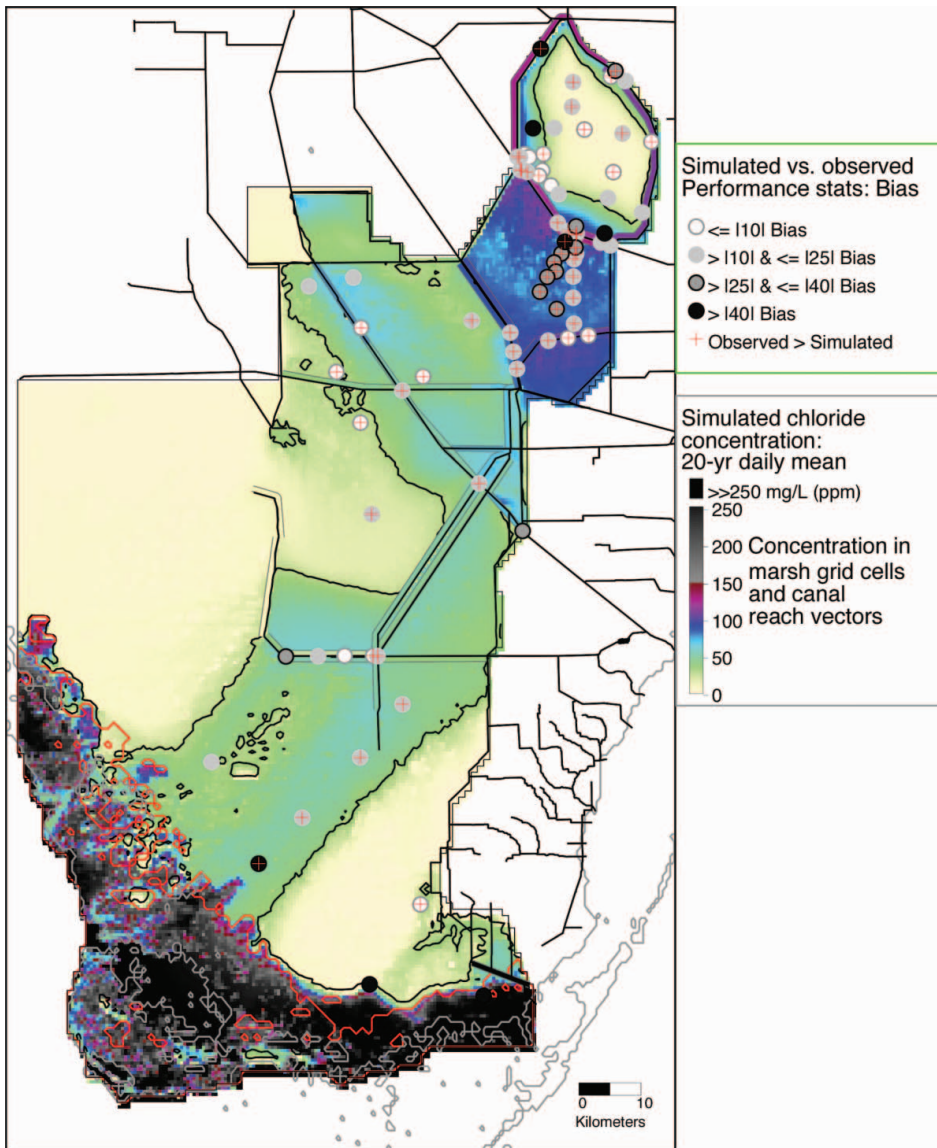 Simulated vs. observed
Performance stats: Bias
<= |10| Bias
> |10| & <= |25| Bias
> |25| & <= |40| Bias
> |40| Bias
Observed > Simulated
Simulated chloride
concentration:
20-yr daily mean
>>250 mg/L (ppm)
250
200
150
100
50
0
Concentration in
marsh grid cells
and canal
reach vectors
0 10
Kilometers